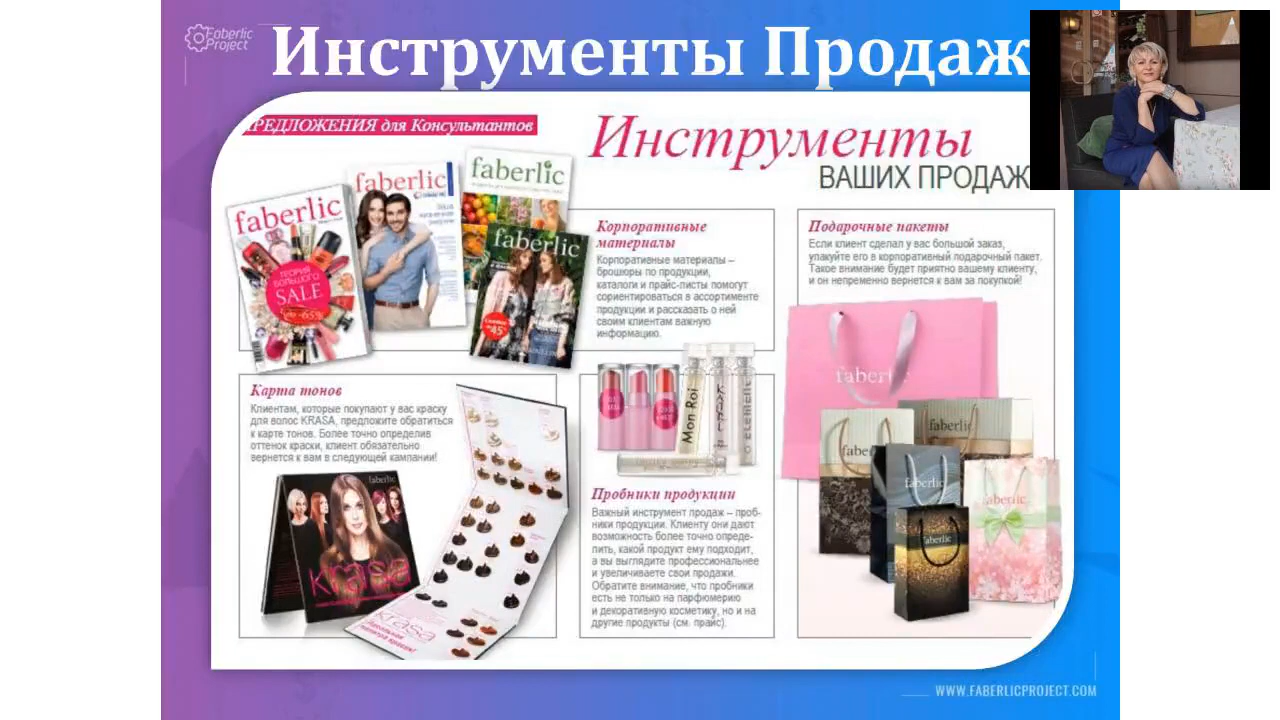 Faberlic
Project
Инструменты Продаж
РЕДЛОЖЕНИЯ для Консультантов
Инструменты
ВАШИХ ПРОДАЖ
faberlic
faberlic
faberlic
faberlic
SALE
Корпоративные
материалы
Корпоративные материалы –
брошюры по продукции,
каталоги и прайс-листы помогут
сориентироваться в ассортименте
продукции и рассказать о ней
своим клиентам важную
информацию.
Подарочные пакеты
Если клиент сделал у вас большой заказ,
упакуйте его в корпоративный подарочный пакет.
Такое внимание будет приятно вашему клиенту,
и он непременно вернется к вам за покупкой!
faberlic
faberlic
faber
faberlic
faberlic
faberlic
Карта тонов
Клиентам, которые покупают у вас краску
для волос KRASA, предложите обратиться
к карте тонов. Более точно определив
оттенок краски, клиент обязательно
вернется к вам в следующей кампании!
faberlic
krasa
krasa
Mon Roi
Пробники продукции
Важный инструмент продаж – проб-
ники продукции. Клиенту они дают
возможность более точно опреде-
лить, какой продукт ему подходит,
а вы выглядите профессиональнее
и увеличиваете свои продажи.
Обратите внимание, что пробники
есть не только на парфюмерию
и декоративную косметику, но и на
другие продукты (см. прайс).
WWW.FABERLICPROJECT.COM